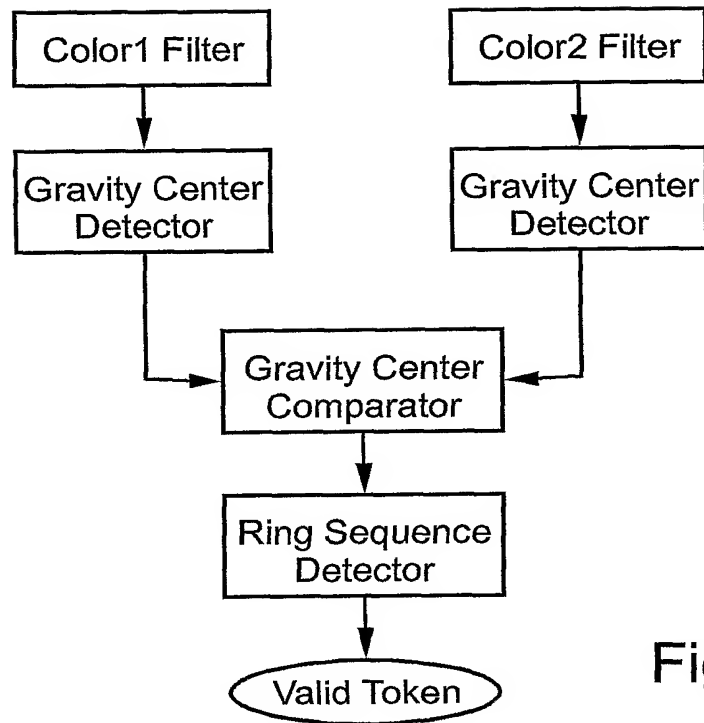 Color1 Filter
Color2 Filter
Gravity Center
Detector
Gravity Center
Detector
Gravity Center
Comparator
Ring Sequence
Detector
Valid Token